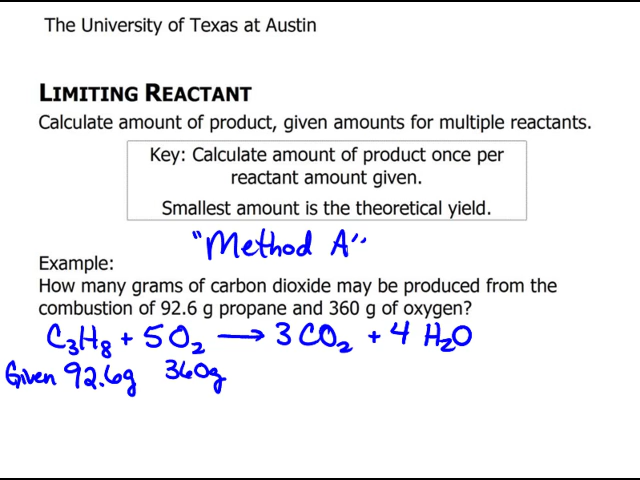 The University of Texas at Austin
LIMITING REACTANT
Calculate amount of product, given amounts for multiple reactants.
Key: Calculate amount of product once per
reactant amount given.
Smallest amount is the theoretical yield.
"Method A"
Example:
How many grams of carbon dioxide may be produced from the
combustion of 92.6 g propane and 360 g of oxygen?
C₃H₈ + 5O₂ → 3CO₂ + 4H₂O
Given 92.6g 360g